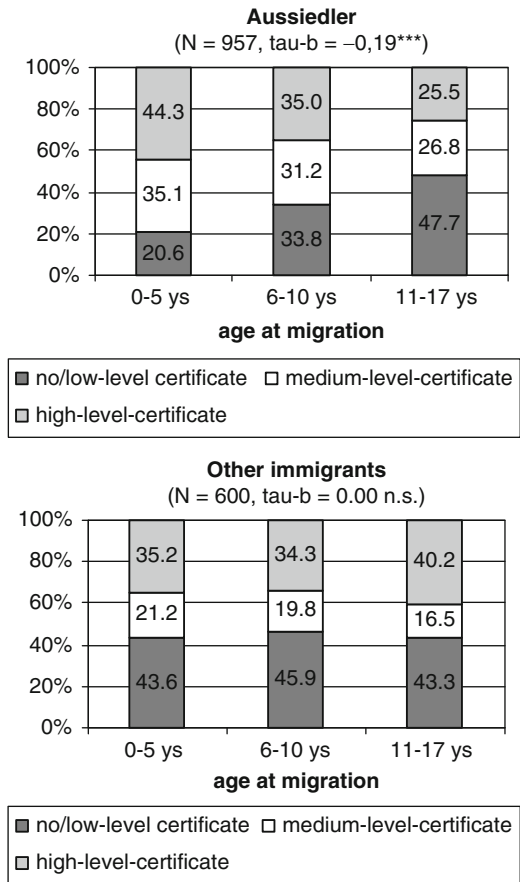 Aussiedler
(N = 957, tau-b = –0,19***)
100%
80%
60%
40%
20%
0%
44.3
35.0
25.5
35.1
31.2
26.8
20.6
33.8
47.7
0-5 ys
6-10 ys
11-17 ys
age at migration
no/low-level certificate
medium-level-certificate
high-level-certificate
Other immigrants
(N = 600, tau-b = 0.00 n.s.)
100%
80%
60%
40%
20%
0%
35.2
34.3
40.2
21.2
19.8
16.5
43.6
45.9
43.3
0-5 ys
6-10 ys
11-17 ys
age at migration
no/low-level certificate
medium-level-certificate
high-level-certificate